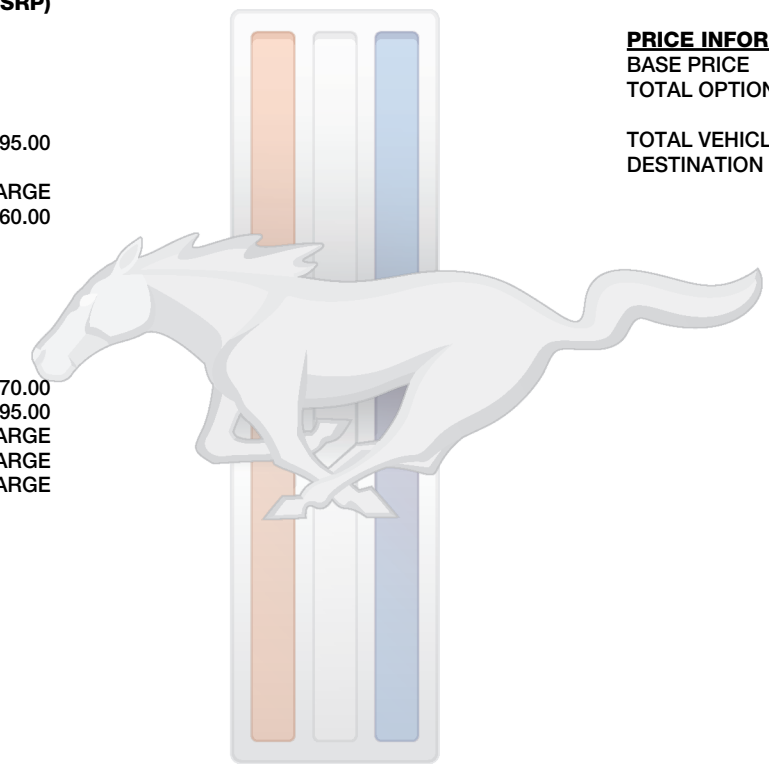 SRP)
95.00
ARGE
60.00
70.00
95.00
ARGE
ARGE
ARGE
PRICE INFOR
BASE PRICE
TOTAL OPTION
TOTAL VEHICL
DESTINATION